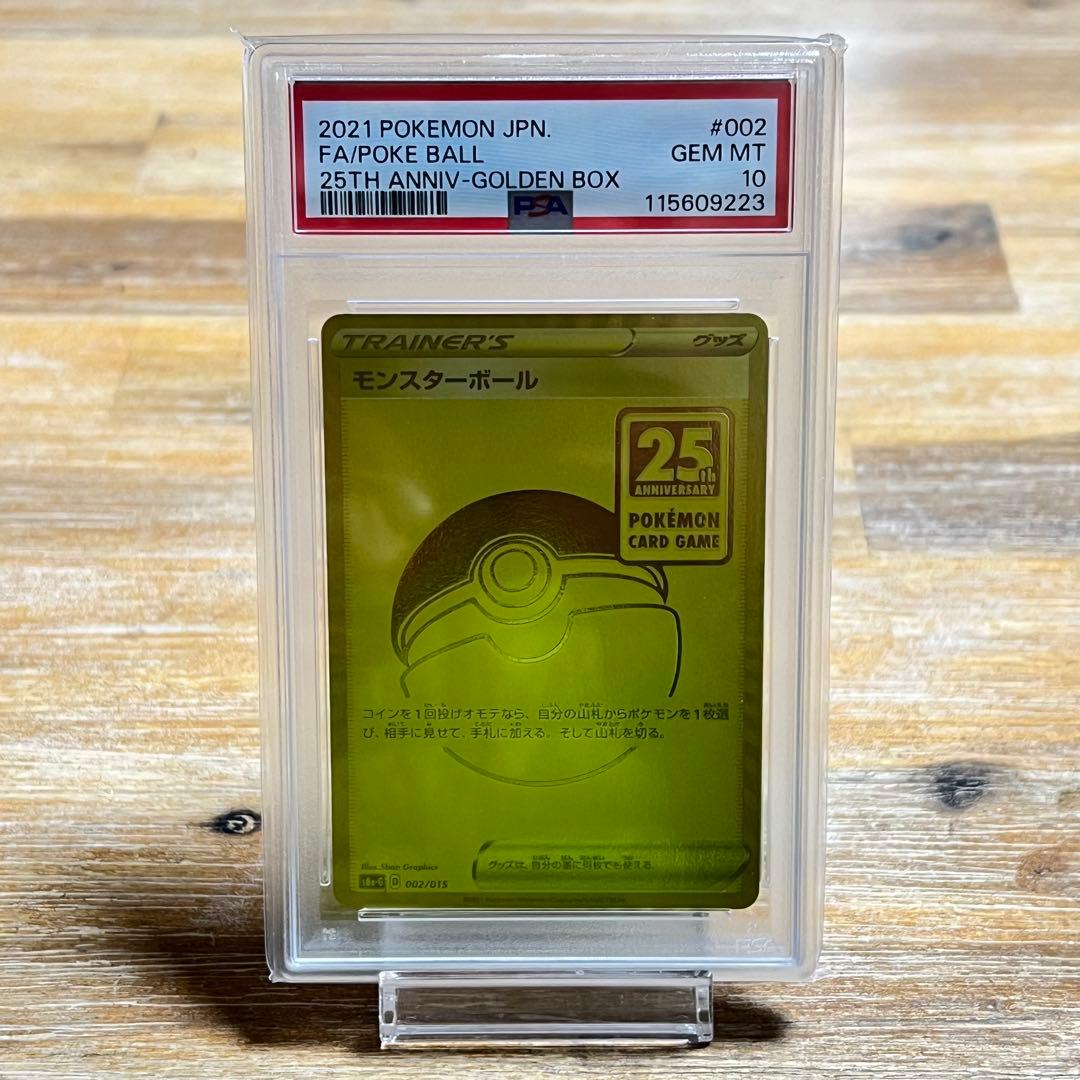 2021 POKEMON JPN. #002
FA/POKE BALL GEM MT
25TH ANNIV-GOLDEN BOX 10
PSA 115609223
TRAINER'S グッズ
モンスターボール
25th
ANNIVERSARY
POKÉMON
CARD GAME
コインを1回投げオモテなら、自分の山札からポケモンを1枚選
び、相手に見せて、手札に加える。そして山札を切る。
グッズは、自分の番に何枚でも使える。
Illus. Shan Graphics
D 002/015